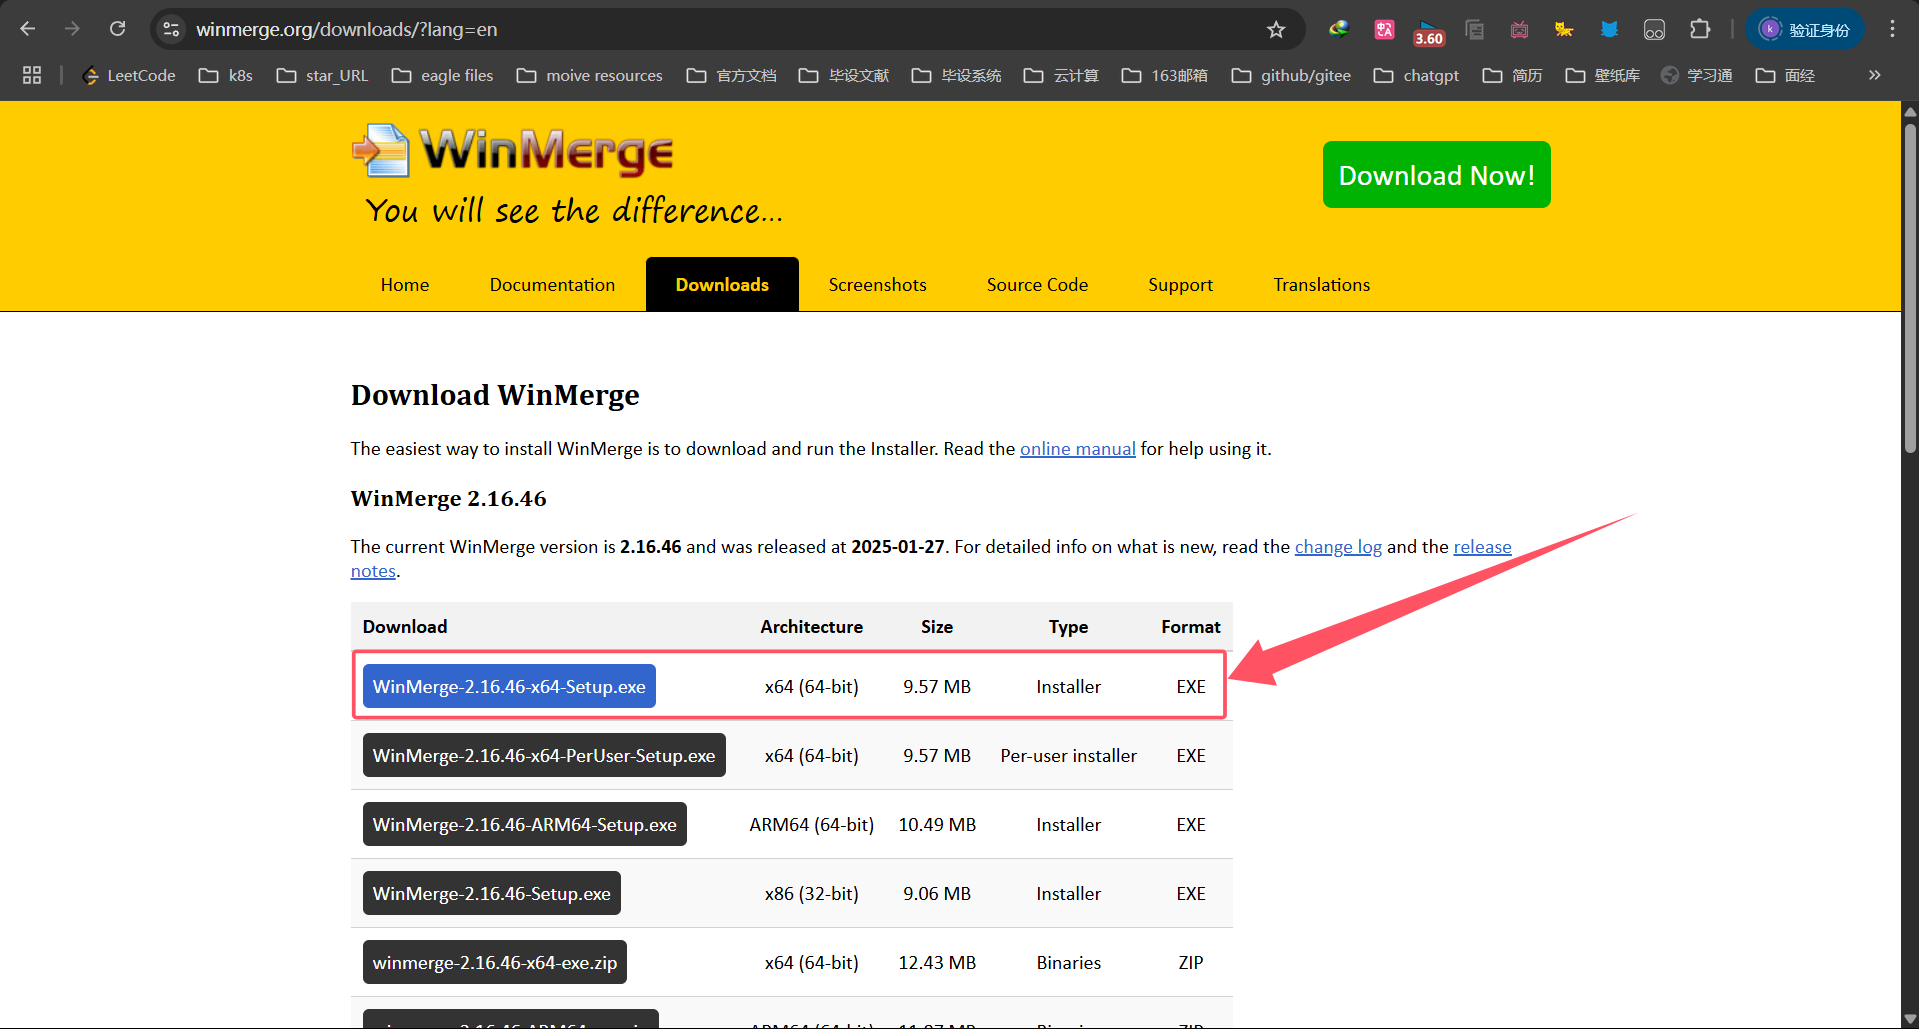 winmerge.org/downloads/?lang=en
3.60
k
验证身份
LeetCode k8s star_URL eagle files moive resources 官方文档 毕设文献 毕设系统 云计算 163邮箱 github/gitee chatgpt 简历 壁纸库 学习通 面经
WinMerge
You will see the difference...
Download Now!
Home Documentation Downloads Screenshots Source Code Support Translations
Download WinMerge
The easiest way to install WinMerge is to download and run the Installer. Read the online manual for help using it.
WinMerge 2.16.46
The current WinMerge version is 2.16.46 and was released at 2025-01-27. For detailed info on what is new, read the change log and the release
notes.
Download Architecture Size Type Format
WinMerge-2.16.46-x64-Setup.exe x64 (64-bit) 9.57 MB Installer EXE
WinMerge-2.16.46-x64-PerUser-Setup.exe x64 (64-bit) 9.57 MB Per-user installer EXE
WinMerge-2.16.46-ARM64-Setup.exe ARM64 (64-bit) 10.49 MB Installer EXE
WinMerge-2.16.46-Setup.exe x86 (32-bit) 9.06 MB Installer EXE
winmerge-2.16.46-x64-exe.zip x64 (64-bit) 12.43 MB Binaries ZIP